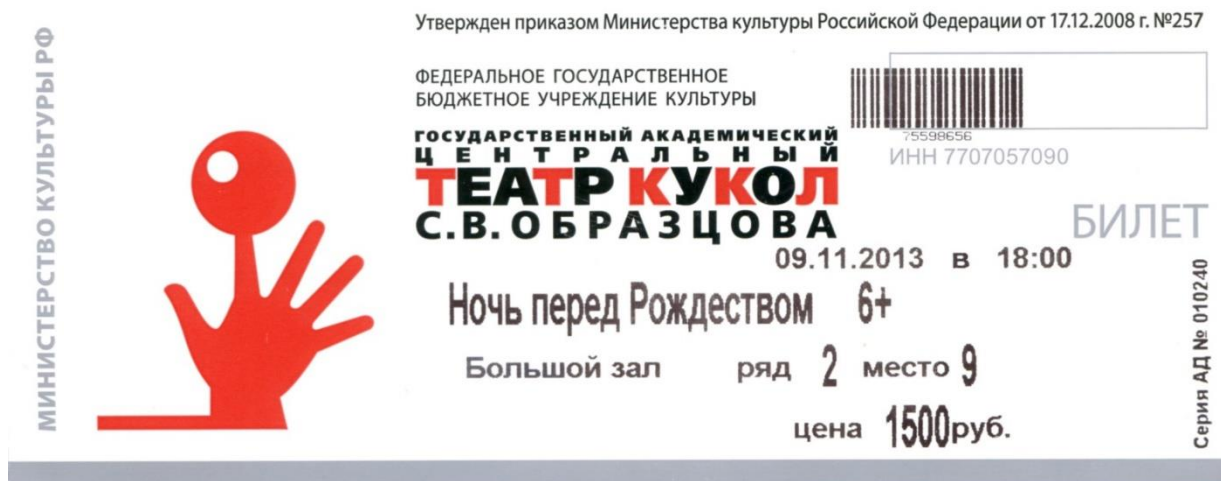 Утвержден приказом Министерства культуры Российской Федерации от 17.12.2008 г. №257
МИНИСТЕРСТВО КУЛЬТУРЫ РФ
ФЕДЕРАЛЬНОЕ ГОСУДАРСТВЕННОЕ
БЮДЖЕТНОЕ УЧРЕЖДЕНИЕ КУЛЬТУРЫ
75598656
ИНН 7707057090
ГОСУДАРСТВЕННЫЙ АКАДЕМИЧЕСКИЙ
ЦЕНТРАЛЬНЫЙ
ТЕАТР КУКОЛ
С.В.ОБРАЗЦОВА
БИЛЕТ
09.11.2013 в 18:00
Ночь перед Рождеством 6+
Большой зал ряд 2 место 9
цена 1500руб.
Серия АД № 010240